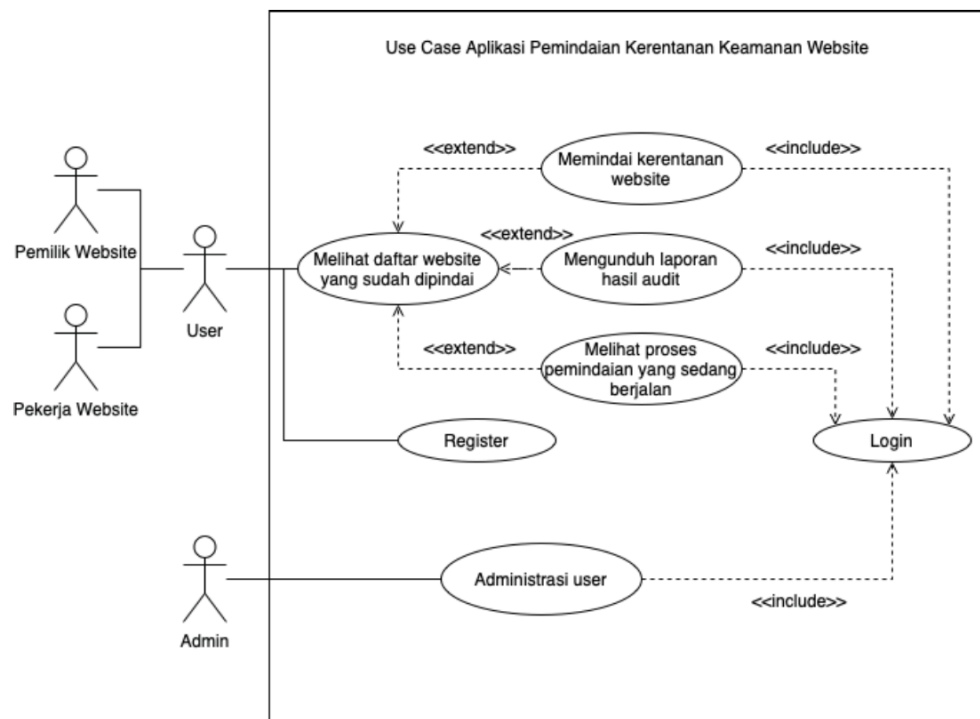 Use Case Aplikasi Pemindaian Kerentanan Keamanan Website
<<extend>>
Memindai kerentanan
website
<<include>>
Pemilik Website
Melihat daftar website
yang sudah dipindai
<<extend>>
Mengunduh laporan
hasil audit
<<include>>
User
<<extend>>
Melihat proses
pemindaian yang sedang
berjalan
<<include>>
Pekerja Website
Register
Login
Administrasi user
<<include>>
Admin